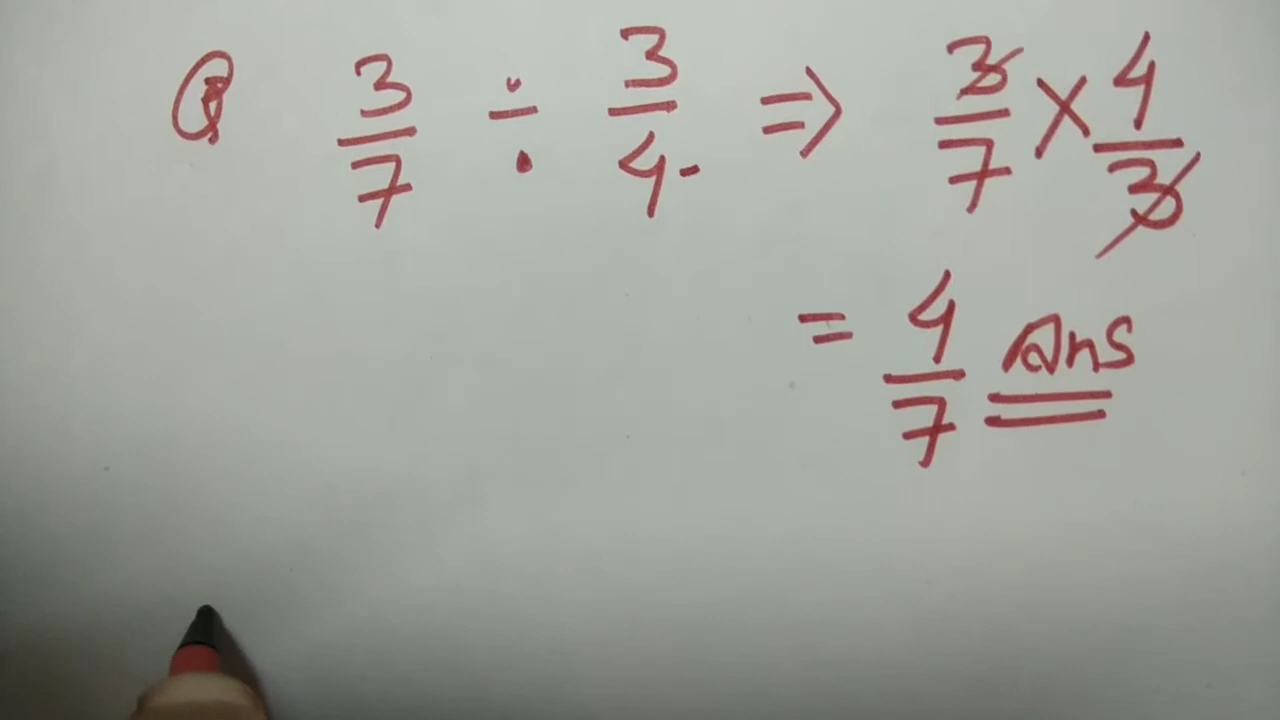 Q 3/7 ÷ 3/4 ⇒ 3/7 × 4/3
= 4/7 Ans